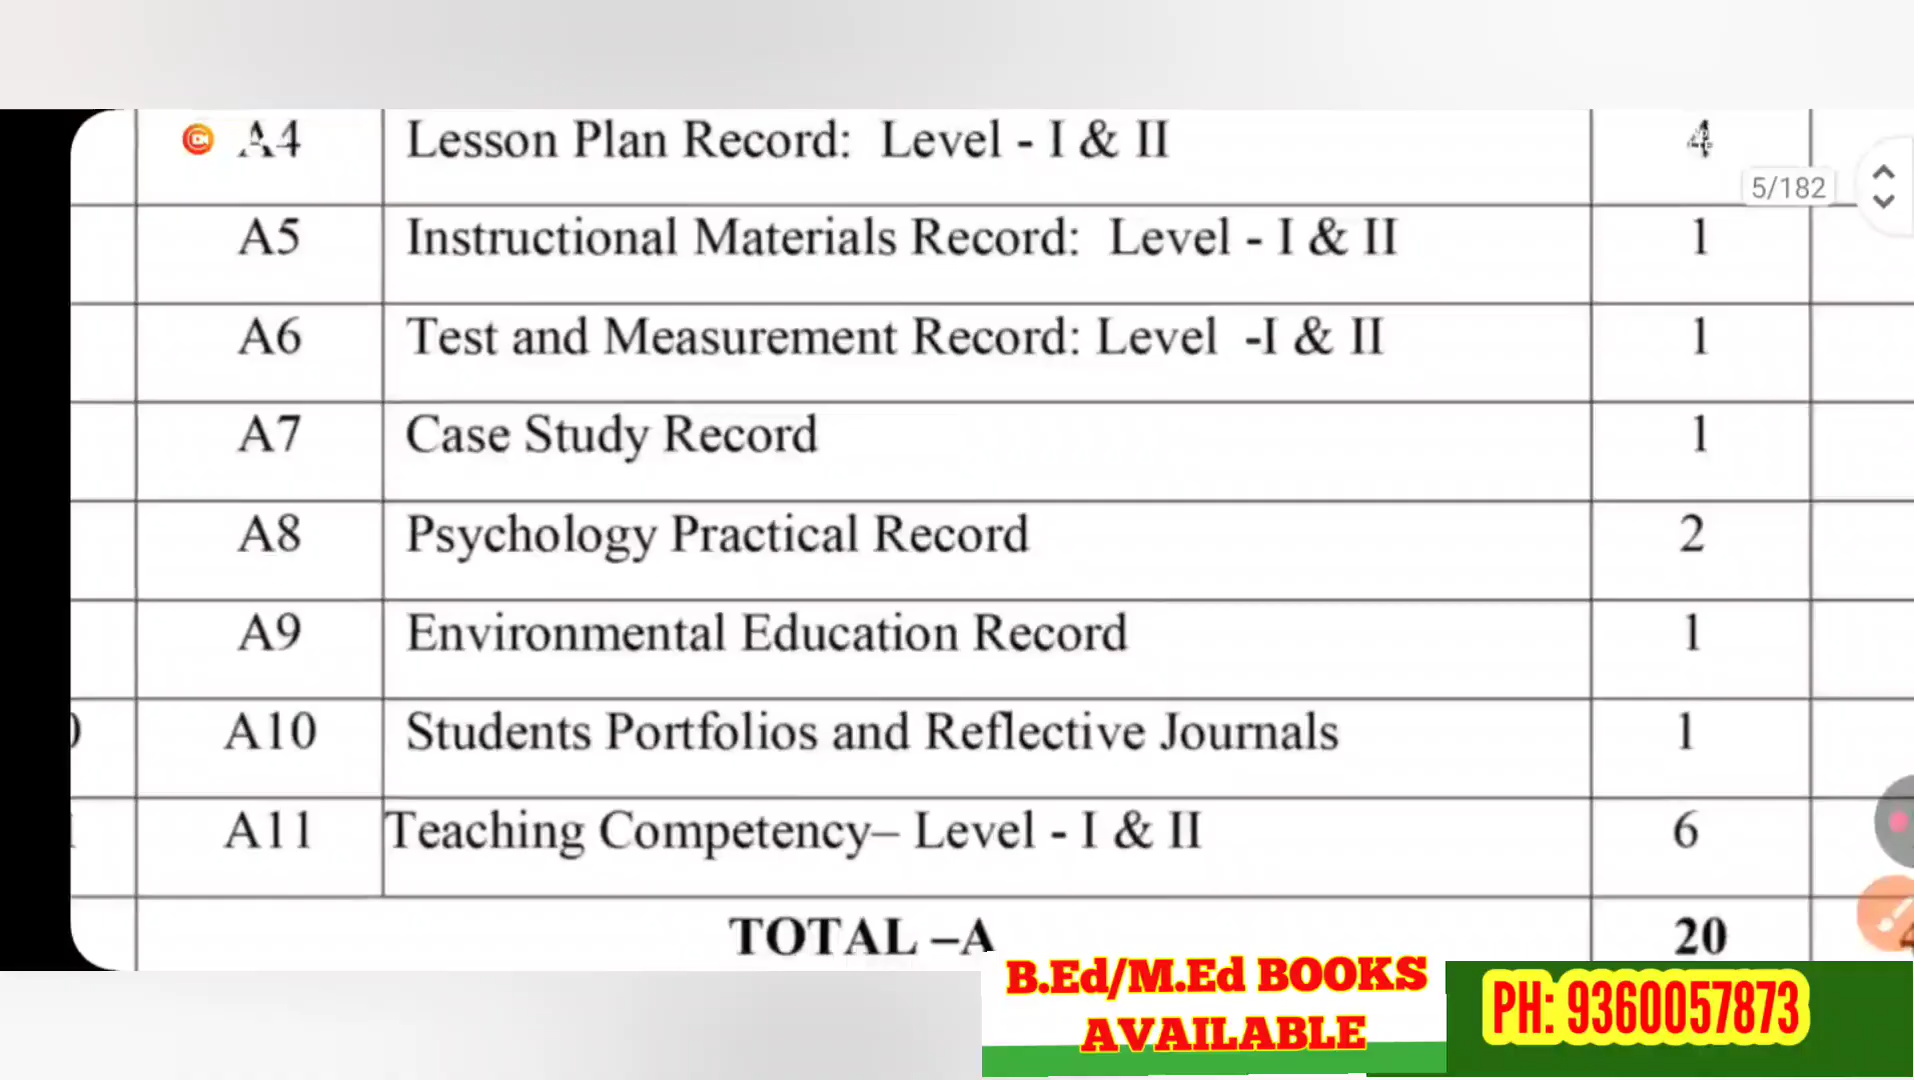 A4 Lesson Plan Record: Level - I & II 4
5/182
A5 Instructional Materials Record: Level - I & II 1
A6 Test and Measurement Record: Level -I & II 1
A7 Case Study Record 1
A8 Psychology Practical Record 2
A9 Environmental Education Record 1
A10 Students Portfolios and Reflective Journals 1
A11 Teaching Competency– Level - I & II 6
TOTAL –A 20
B.Ed/M.Ed BOOKS
AVAILABLE
PH: 9360057873